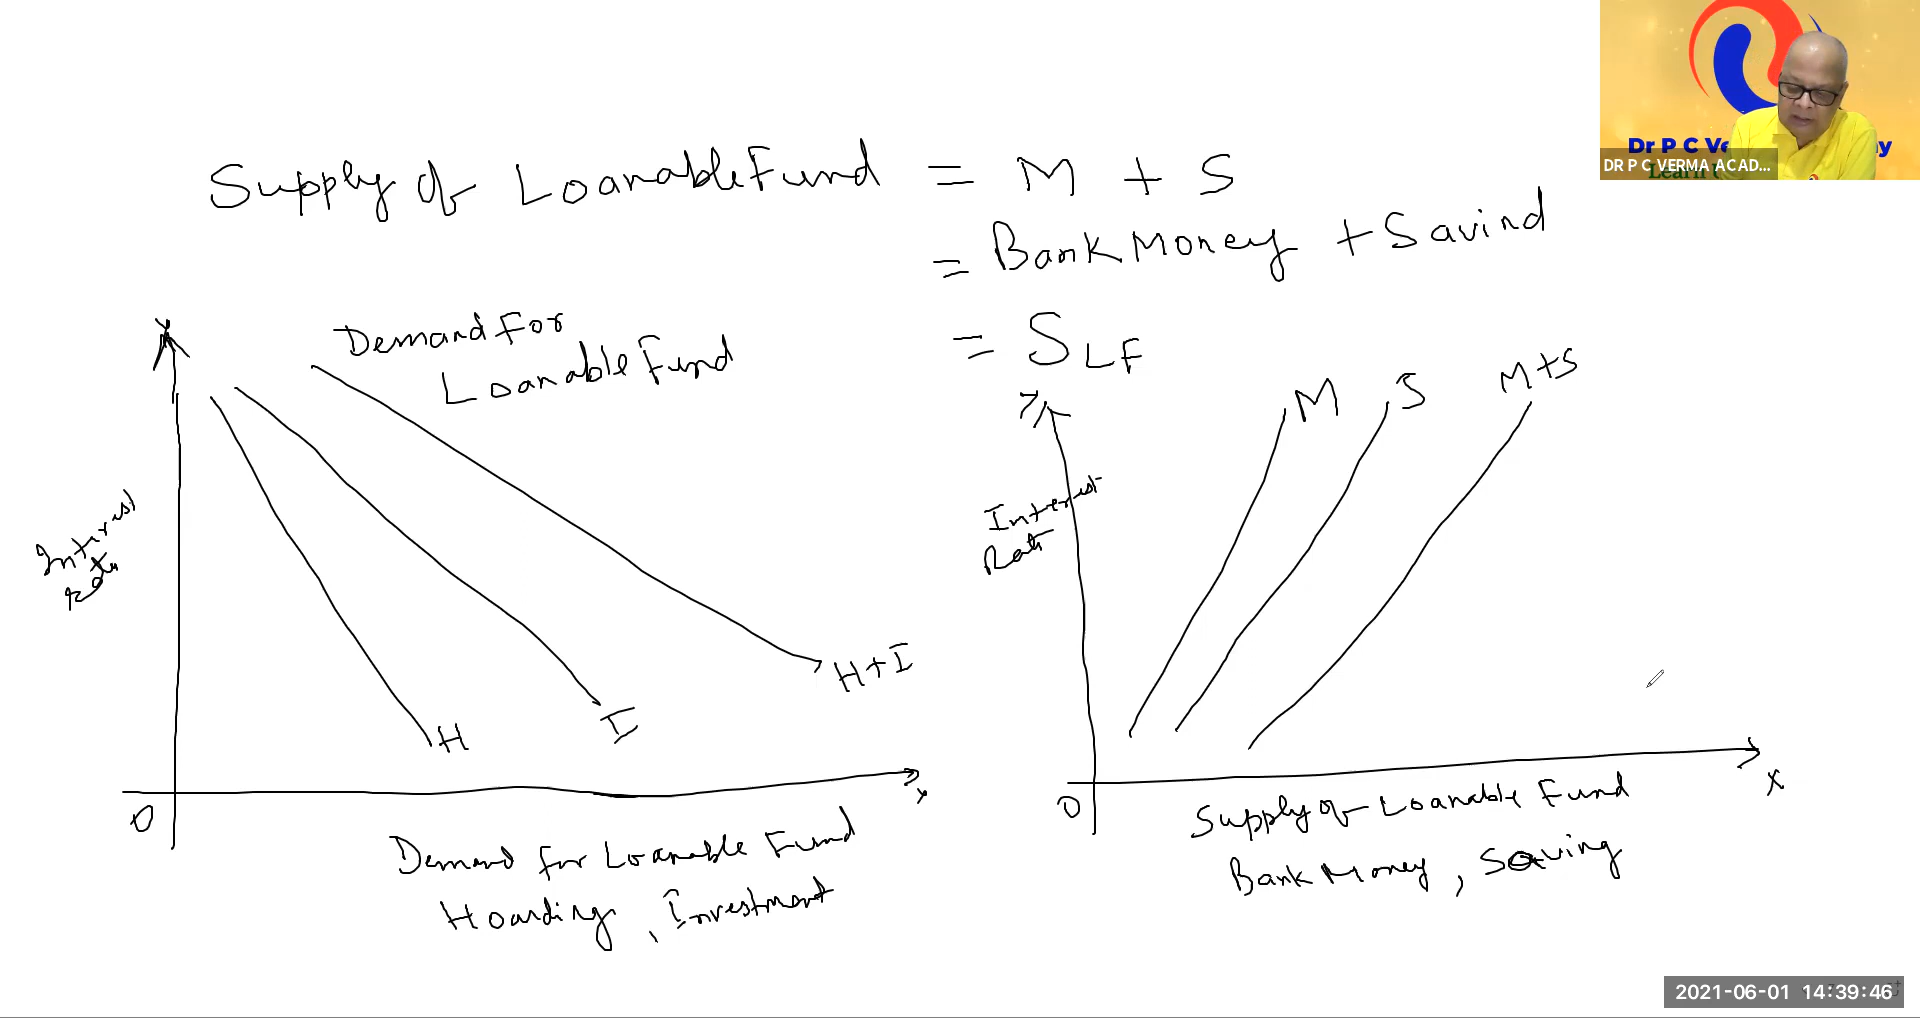 Supply of Loanable Fund = M + S
= Bank Money + Savind
= SLF
Demand For
Loanable Fund
Y
Interest
Rate
H
I
H+I
O
X
Demand for Loanable Fund
Hoarding, Investment
Y
Interest
Rate
M
S
M+S
O
X
Supply of Loanable Fund
Bank Money, Saving
Dr P C Ve
DR P C VERMA ACAD...
2021-06-01 14:39:46